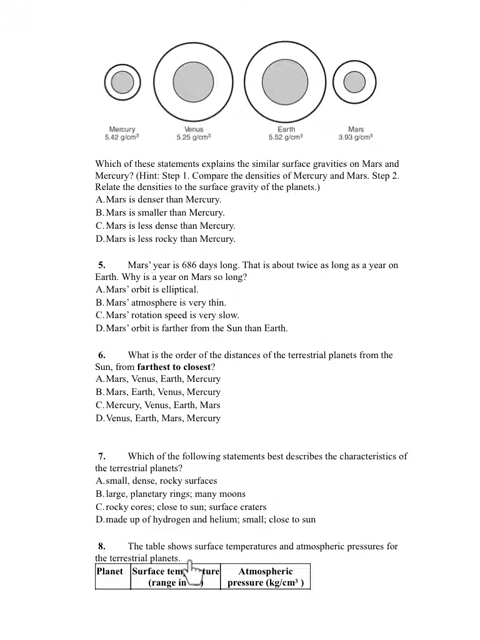 Mercury Venus Earth Mars
5.42 g/cm³ 5.25 g/cm³ 5.52 g/cm³ 3.93 g/cm³
Which of these statements explains the similar surface gravities on Mars and
Mercury? (Hint: Step 1. Compare the densities of Mercury and Mars. Step 2.
Relate the densities to the surface gravity of the planets.)
A.Mars is denser than Mercury.
B.Mars is smaller than Mercury.
C.Mars is less dense than Mercury.
D.Mars is less rocky than Mercury.
5. Mars' year is 686 days long. That is about twice as long as a year on
Earth. Why is a year on Mars so long?
A.Mars' orbit is elliptical.
B.Mars' atmosphere is very thin.
C.Mars' rotation speed is very slow.
D.Mars' orbit is farther from the Sun than Earth.
6. What is the order of the distances of the terrestrial planets from the
Sun, from farthest to closest?
A.Mars, Venus, Earth, Mercury
B.Mars, Earth, Venus, Mercury
C.Mercury, Venus, Earth, Mars
D.Venus, Earth, Mars, Mercury
7. Which of the following statements best describes the characteristics of
the terrestrial planets?
A.small, dense, rocky surfaces
B.large, planetary rings; many moons
C.rocky cores; close to sun; surface craters
D.made up of hydrogen and helium; small; close to sun
8. The table shows surface temperatures and atmospheric pressures for
the terrestrial planets.
Planet Surface Atmospheric
(range in pressure (kg/cm³ )